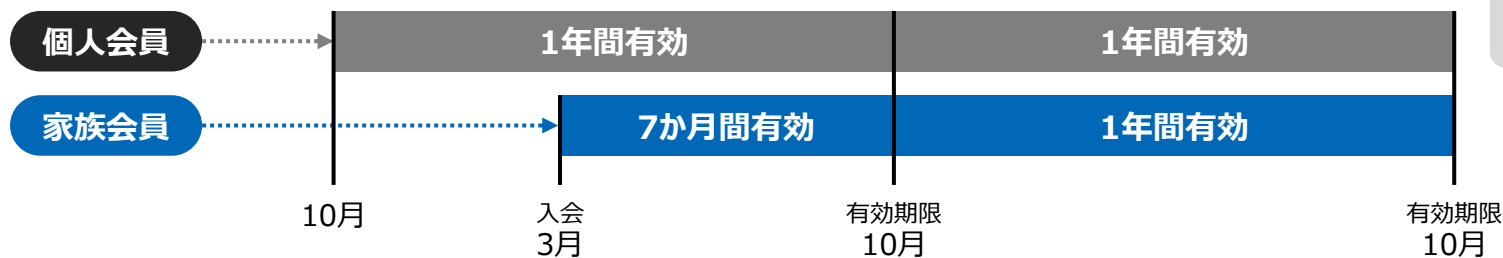 個人会員
1年間有効
1年間有効
家族会員
7か月間有効
1年間有効
10月
入会
3月
有効期限
10月
有効期限
10月